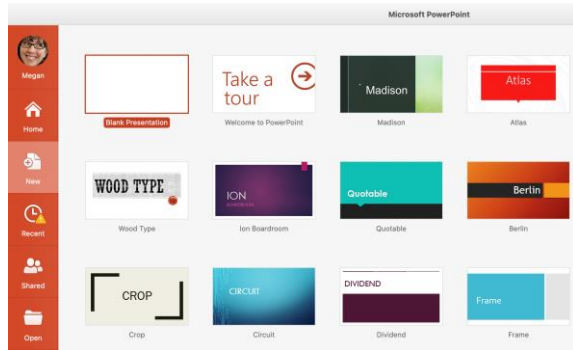 Microsoft PowerPoint
Megan
Home
New
Recent
Shared
Open
Take a
tour
Madison
Atlas
Blank Presentation
Welcome to PowerPoint
Madison
Atlas
WOOD TYPE
ION
Quotable
Berlin
Wood Type
Ion Boardroom
Quotable
Berlin
CROP
CIRCUIT
DIVIDEND
Frame
Crop
Circuit
Dividend
Frame